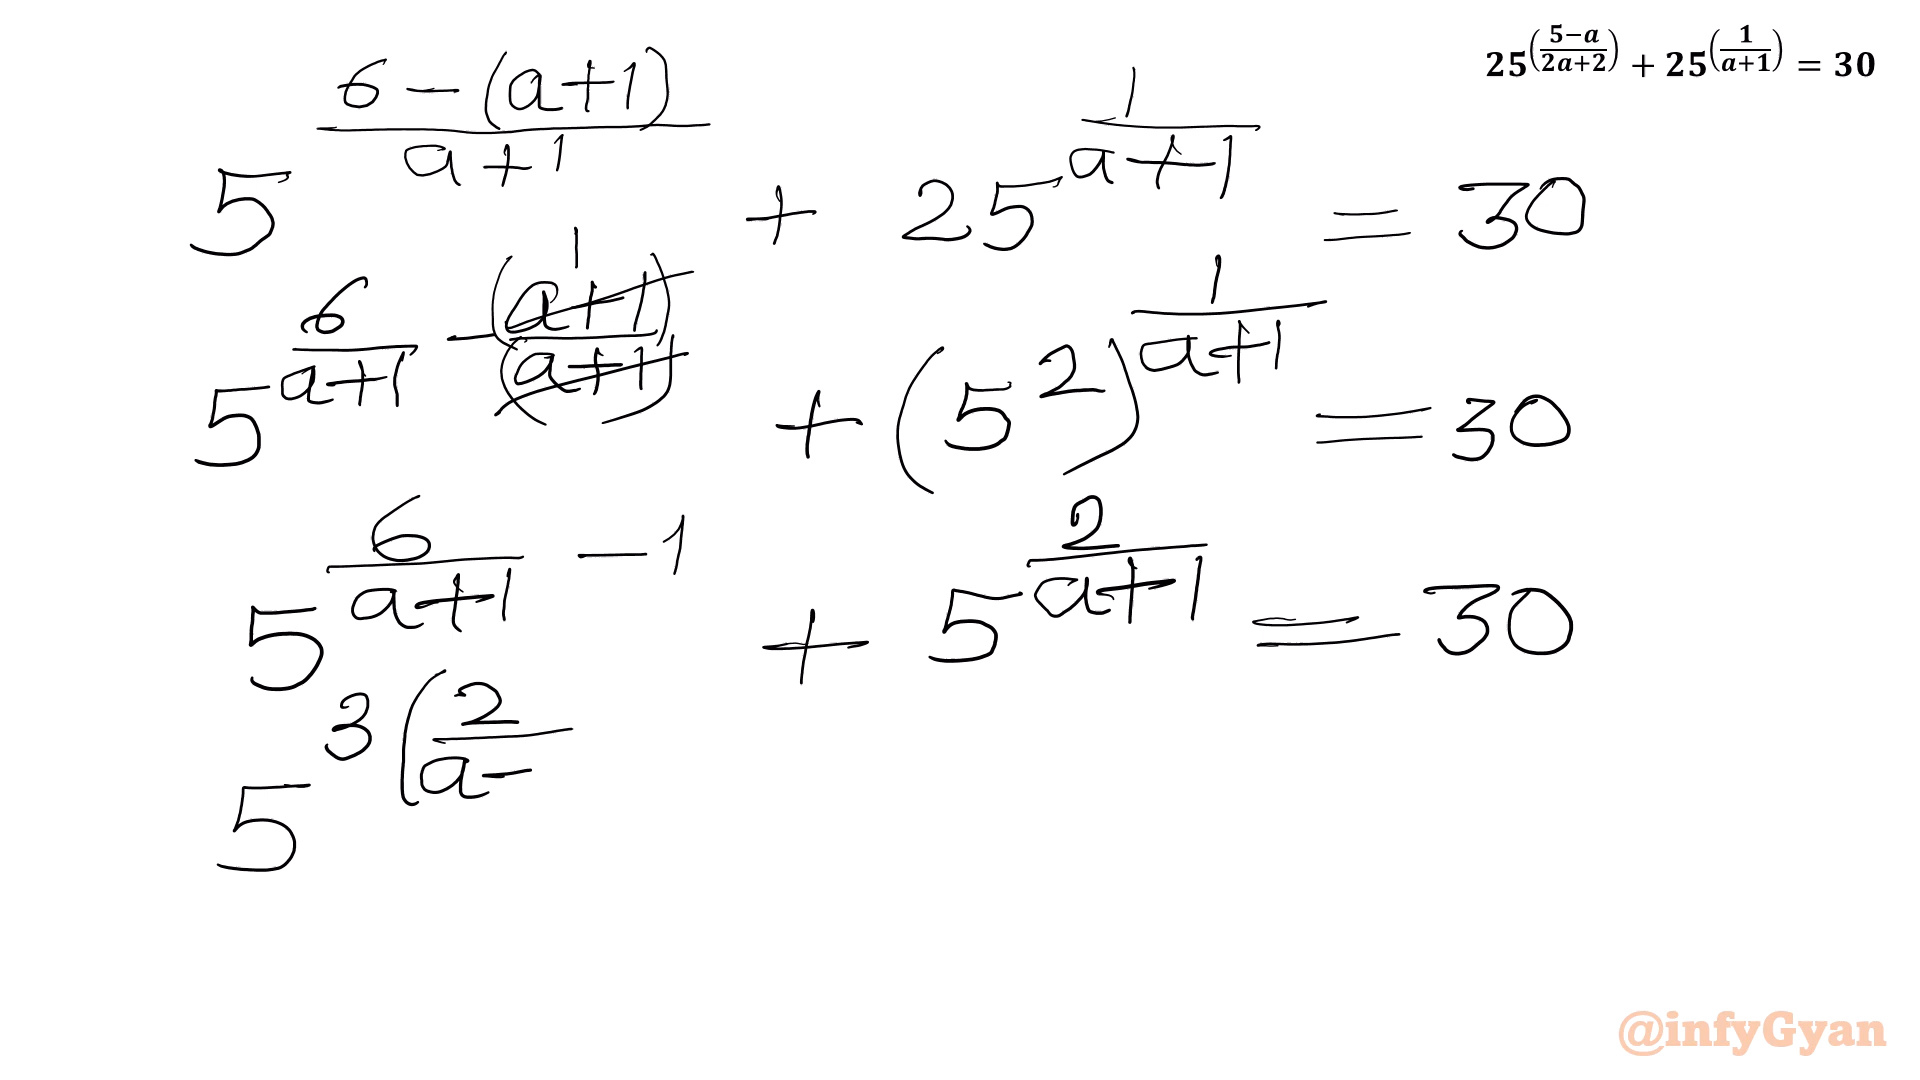 25^((5−a)/(2a+2)) + 25^(1/(a+1)) = 30
5^((6 − (a+1))/(a+1)) + 25^(1/(a+1)) = 30
5^(6/(a+1) − (a+1)/(a+1)) 1 + (5^2)^(1/(a+1)) = 30
5^(6/(a+1) − 1) + 5^(2/(a+1)) = 30
5^3(2/a−
@infyGyan